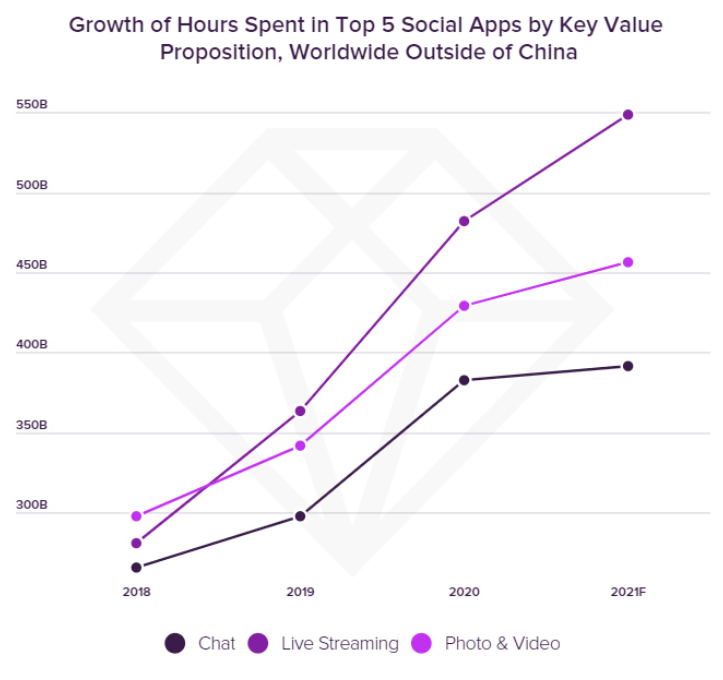 Growth of Hours Spent in Top 5 Social Apps by Key Value
Proposition, Worldwide Outside of China
550B
500B
450B
400B
350B
300B
2018 2019 2020 2021F
Chat Live Streaming Photo & Video